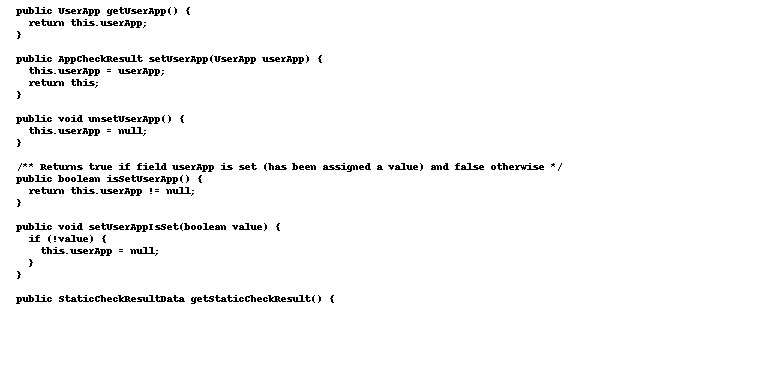 public UserApp getUserApp() {
return this.userApp;
}
public AppCheckResult setUserApp(UserApp userApp) {
this.userApp = userApp;
return this;
}
public void unsetUserApp() {
this.userApp = null;
}
/** Returns true if field userApp is set (has been assigned a value) and false otherwise */
public boolean isSetUserApp() {
return this.userApp != null;
}
public void setUserAppIsSet(boolean value) {
if (!value) {
this.userApp = null;
}
}
public StaticCheckResultData getStaticCheckResult() {